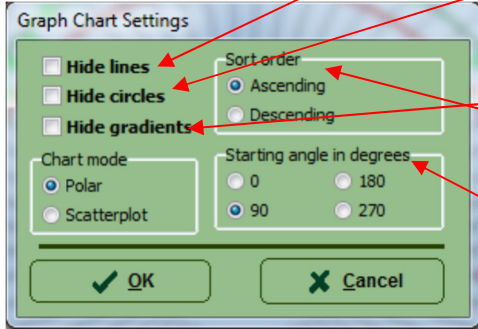 Graph Chart Settings
Hide lines
Hide circles
Hide gradients
Sort order
Ascending
Descending
Chart mode
Polar
Scatterplot
Starting angle in degrees
0 180
90 270
OK Cancel